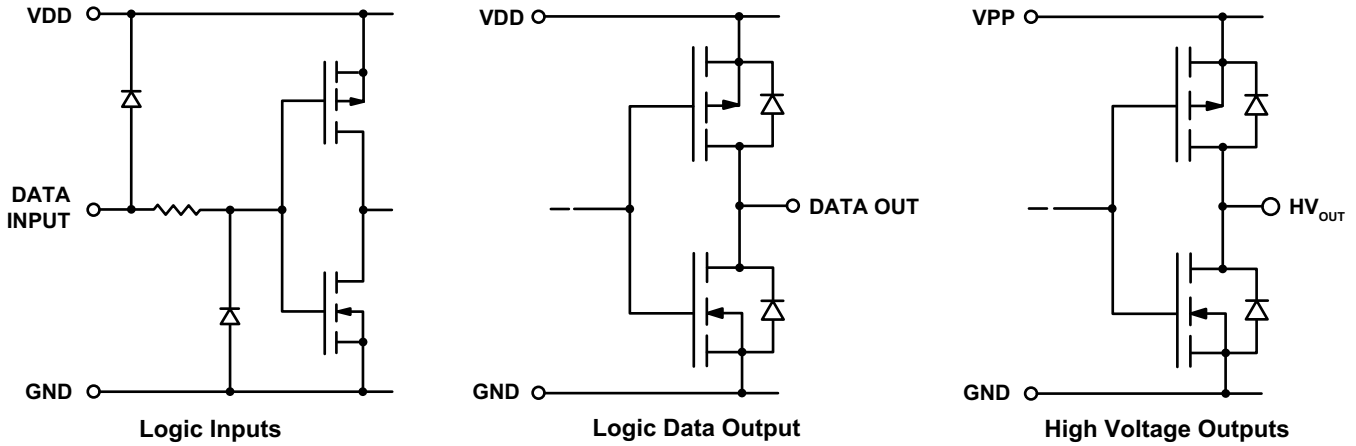 VDD
DATA
INPUT
GND
Logic Inputs
VDD
DATA OUT
GND
Logic Data Output
VPP
HVOUT
GND
High Voltage Outputs